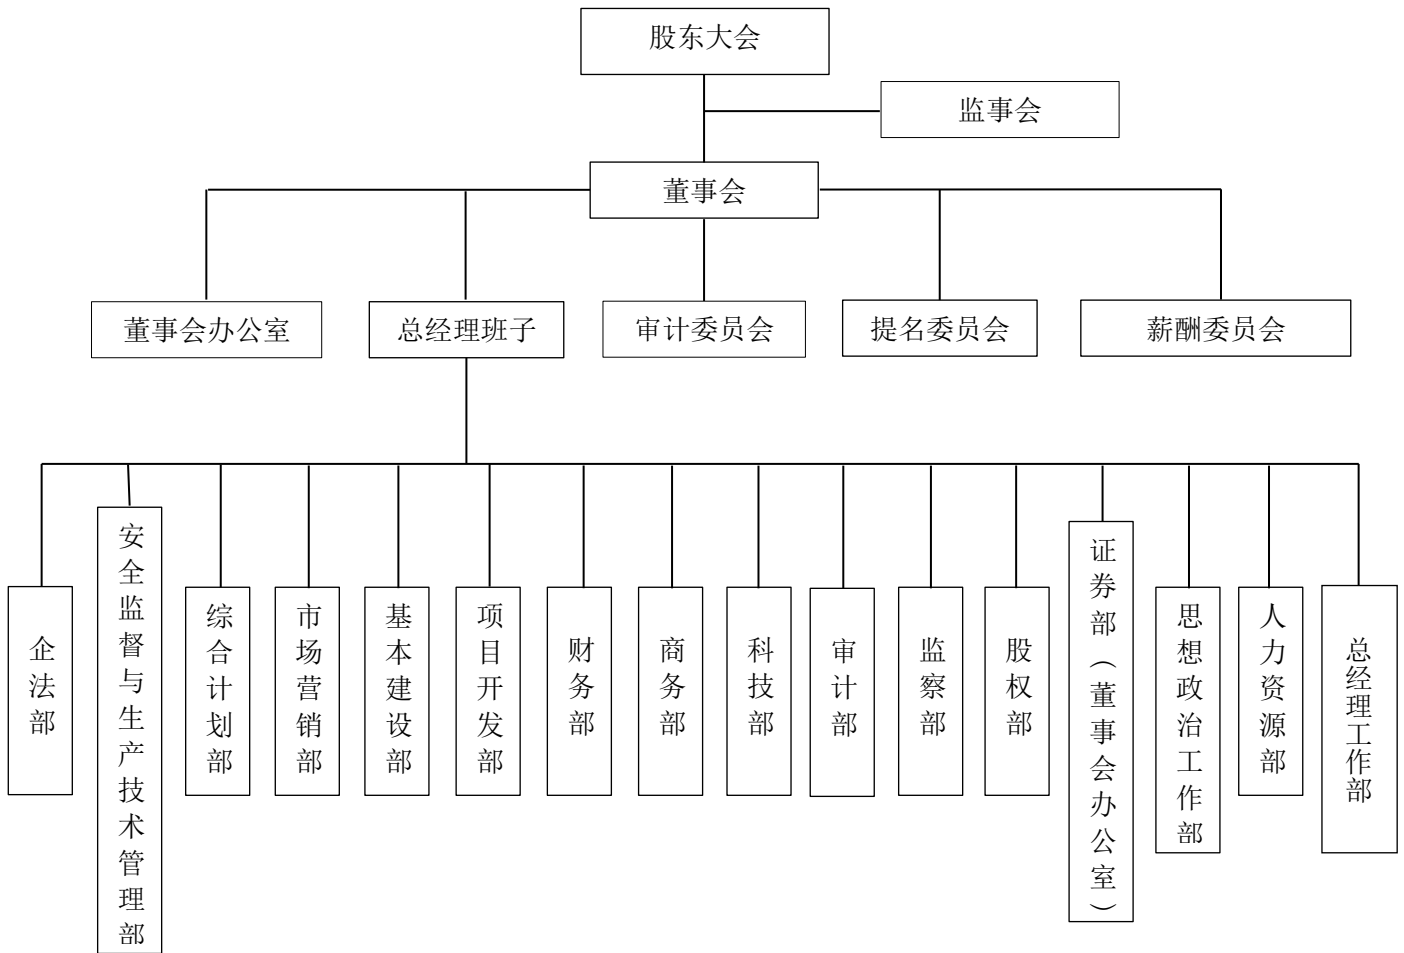 股东大会
监事会
董事会
董事会办公室
总经理班子
审计委员会
提名委员会
薪酬委员会
企法部
安全监督与生产技术管理部
综合计划部
市场营销部
基本建设部
项目开发部
财务部
商务部
科技部
审计部
监察部
股权部
证券部（董事会办公室）
思想政治工作部
人力资源部
总经理工作部